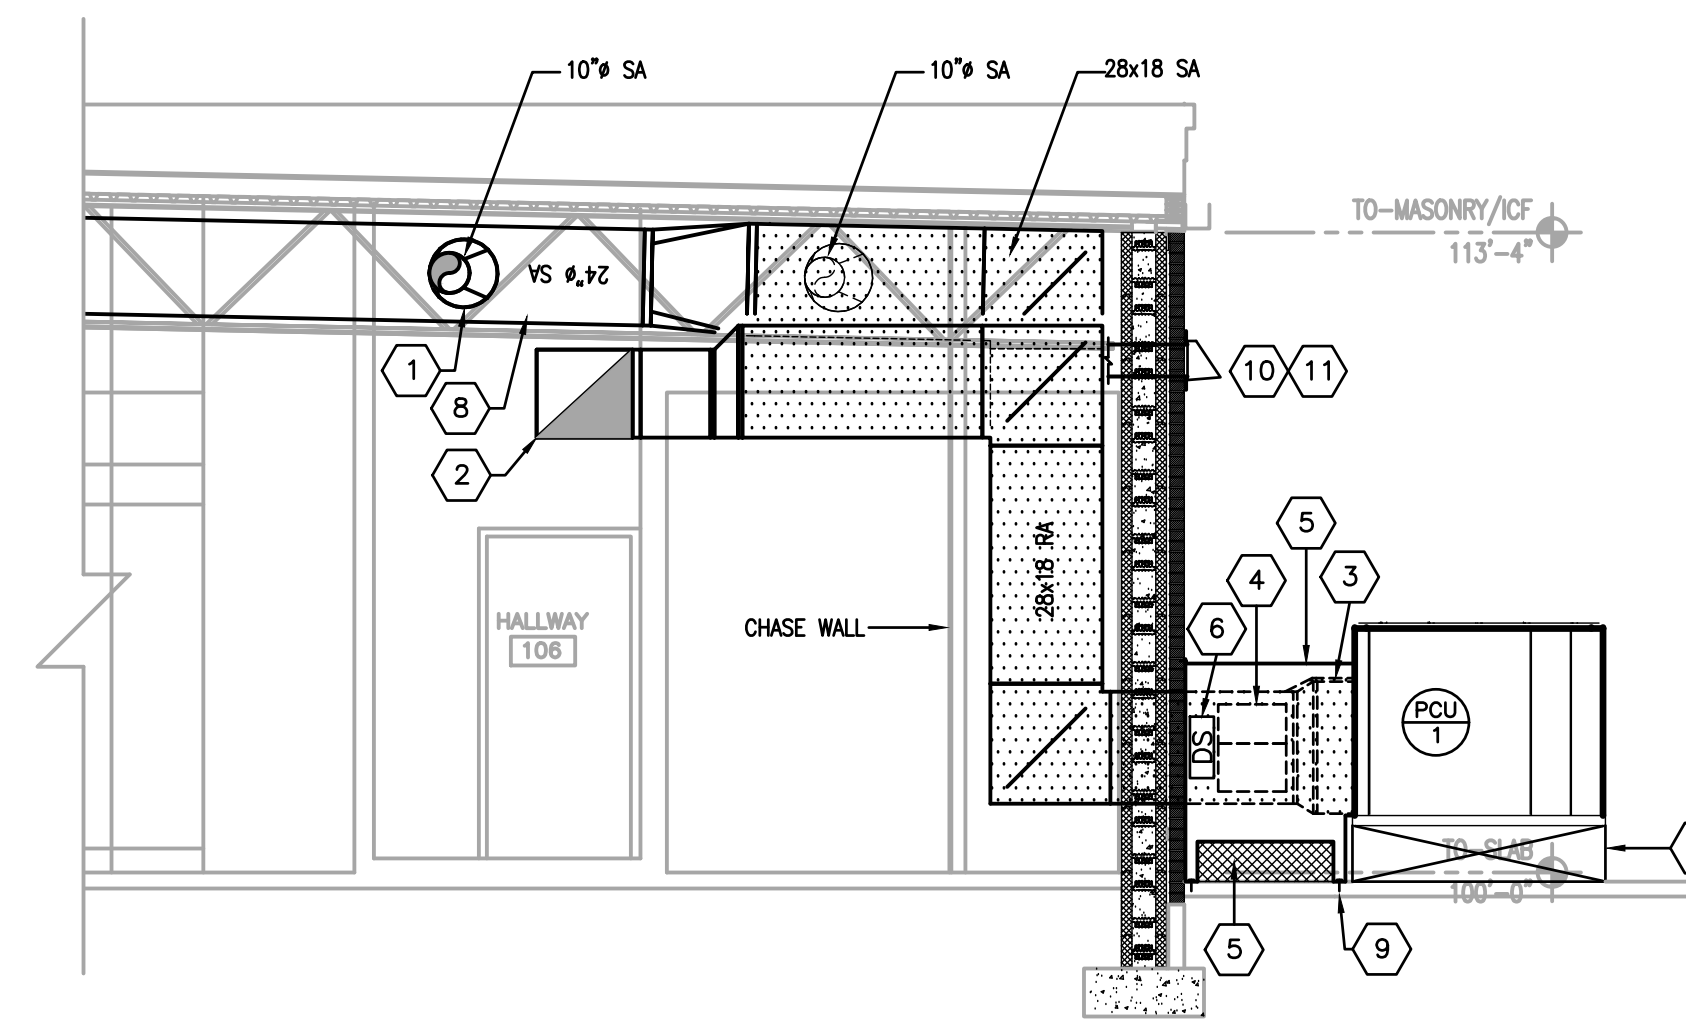 10"ø SA
10"ø SA
28x18 SA
TO-MASONRY/ICF
113'-4"
24"ø SA
1
8
2
10
11
28x18 RA
5
4
3
6
HALLWAY
106
CHASE WALL
DS
PCU
1
TO-SLAB
100'-0"
5
9